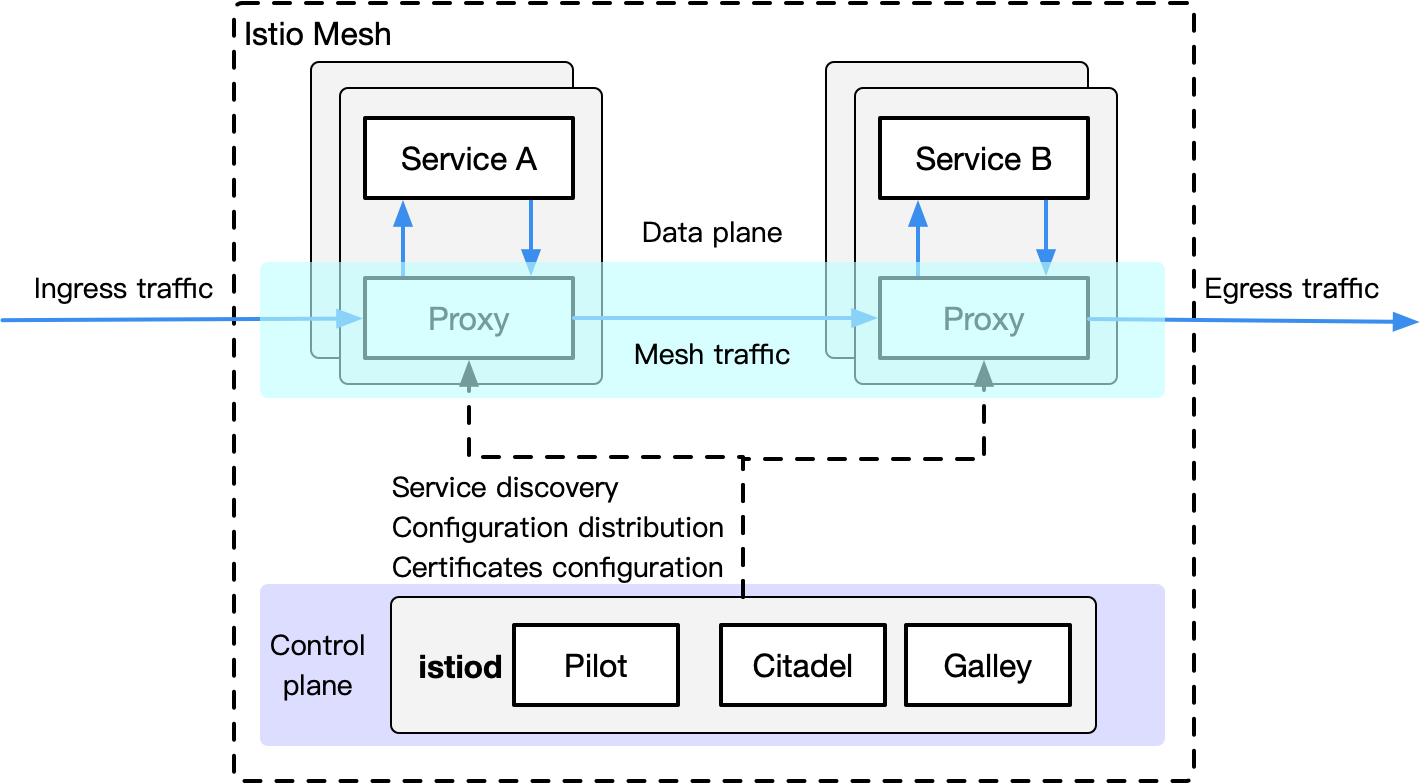 Istio Mesh
Service A
Service B
Data plane
Ingress traffic
Egress traffic
Proxy
Proxy
Mesh traffic
Service discovery
Configuration distribution
Certificates configuration
Control
plane
istiod
Pilot
Citadel
Galley